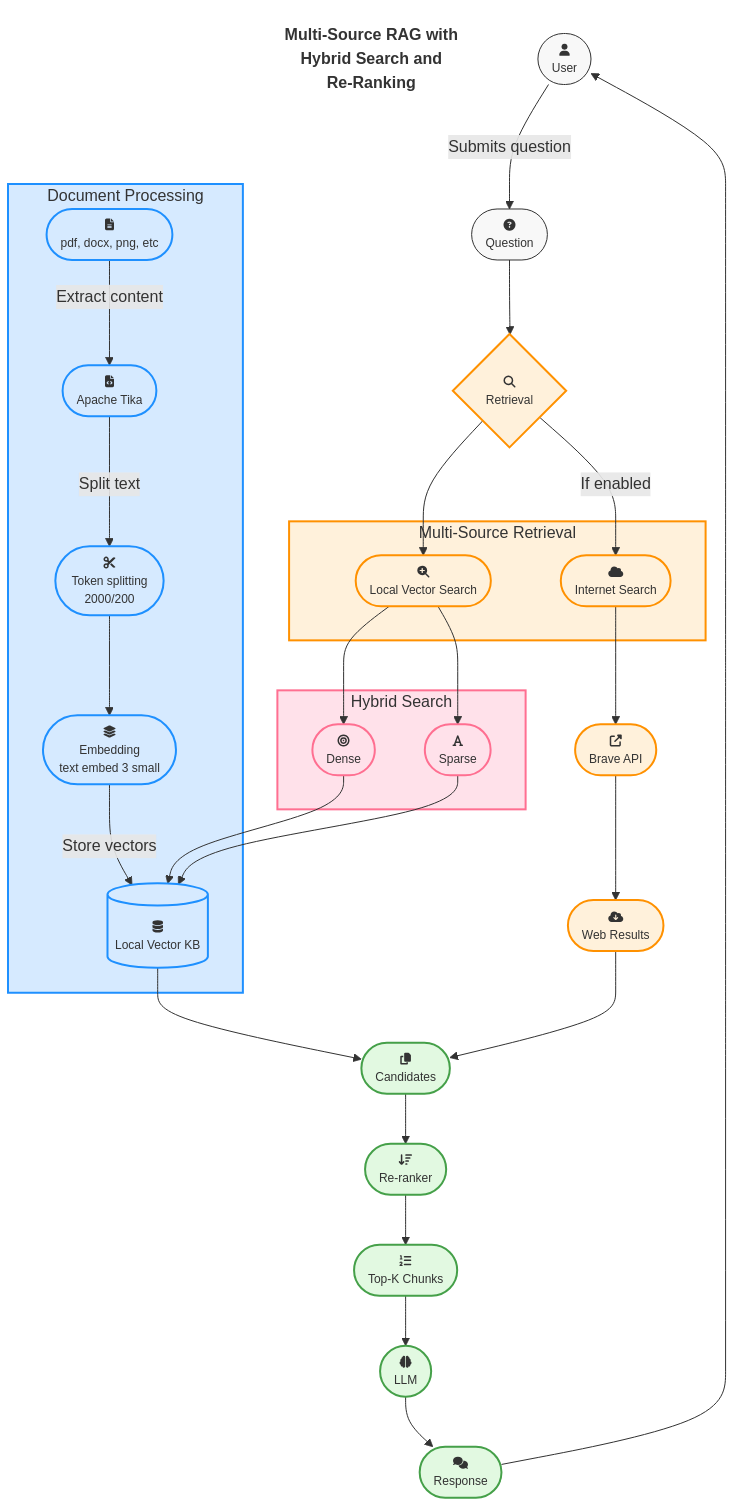 Multi-Source RAG with
Hybrid Search and
Re-Ranking
User
Submits question
Question
Retrieval
If enabled
Document Processing
pdf, docx, png, etc
Extract content
Apache Tika
Split text
Token splitting
2000/200
Embedding
text embed 3 small
Store vectors
Local Vector KB
Multi-Source Retrieval
Local Vector Search
Internet Search
Hybrid Search
Dense
Sparse
Brave API
Web Results
Candidates
Re-ranker
Top-K Chunks
LLM
Response